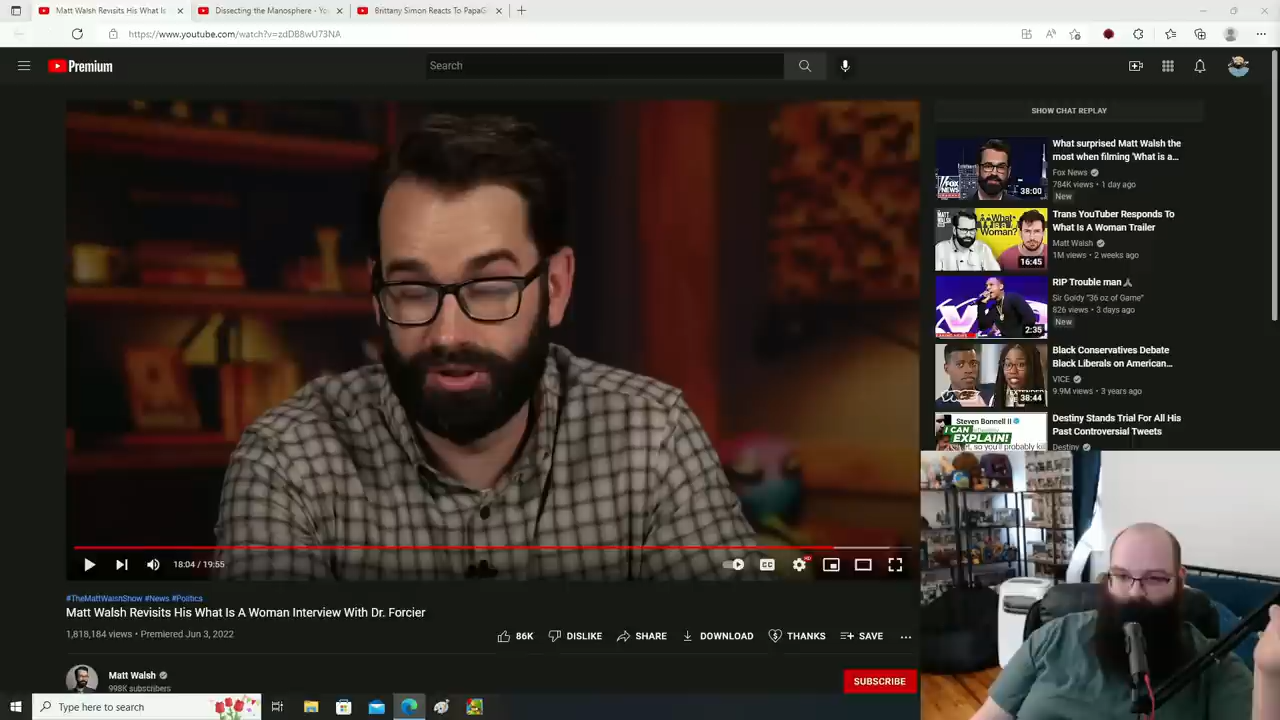 Matt Walsh Revisits His What Is
Dissecting the Manosphere - You
Brittany Simon Reacts To PapaG
https://www.youtube.com/watch?v=zdDB8wU73NA
Premium
Search
SHOW CHAT REPLAY
What surprised Matt Walsh the
most when filming 'What is a...
Fox News
784K views • 1 day ago
New
38:00
Trans YouTuber Responds To
What Is A Woman Trailer
Matt Walsh
1M views • 2 weeks ago
16:45
RIP Trouble man
Sir Goldy "36 oz of Game"
826 views • 3 days ago
New
2:35
Black Conservatives Debate
Black Liberals on American...
VICE
9.9M views • 3 years ago
38:44
Destiny Stands Trial For All His
Past Controversial Tweets
Destiny
Steven Bonnell II
I CAN
EXPLAIN!
18:04 / 19:55
#TheMattWalshShow #News #Politics
Matt Walsh Revisits His What Is A Woman Interview With Dr. Forcier
1,818,184 views • Premiered Jun 3, 2022
86K
DISLIKE
SHARE
DOWNLOAD
THANKS
SAVE
Matt Walsh
998K subscribers
SUBSCRIBE
Type here to search